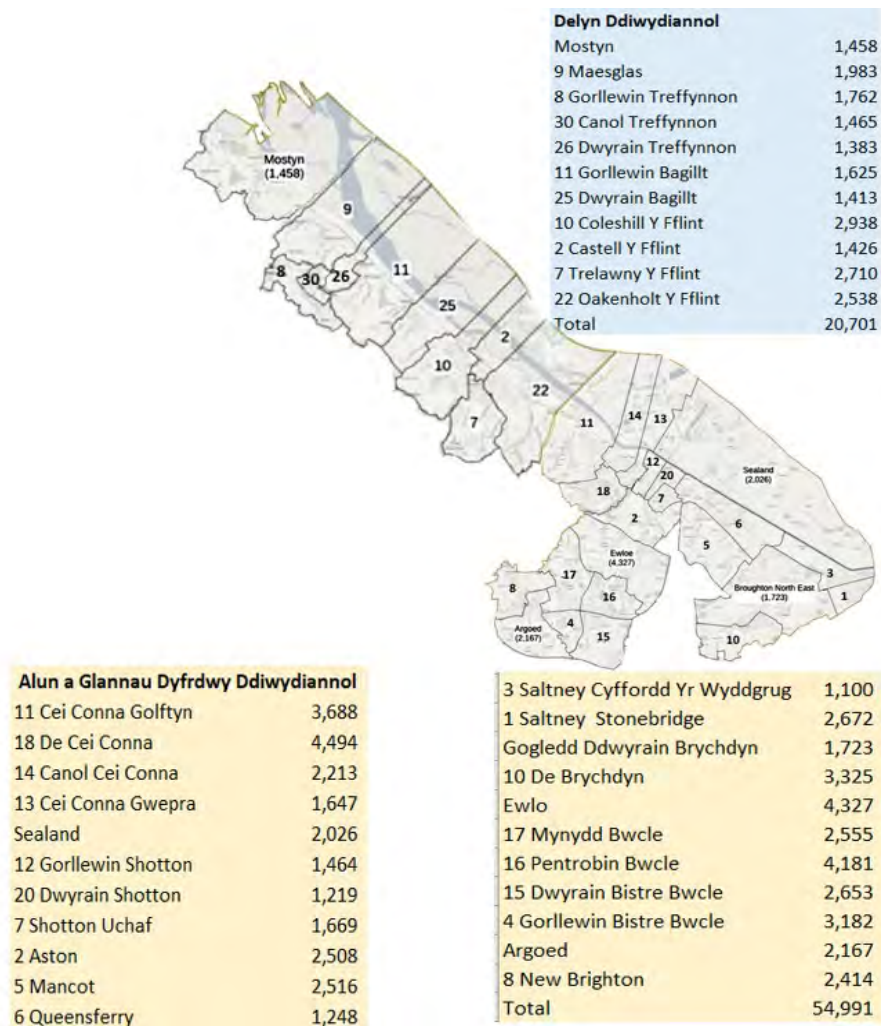 Delyn Ddiwydiannol
Mostyn 1,458
9 Maesglas 1,983
8 Gorllewin Treffynnon 1,762
30 Canol Treffynnon 1,465
26 Dwyrain Treffynnon 1,383
11 Gorllewin Bagillt 1,625
25 Dwyrain Bagillt 1,413
10 Coleshill Y Fflint 2,938
2 Castell Y Fflint 1,426
7 Trelawny Y Fflint 2,710
22 Oakenholt Y Fflint 2,538
Total 20,701
Mostyn
(1,458)
9
8
30
26
11
25
2
10
22
7
11
14
13
12
20
Sealand
(2,026)
18
7
2
6
5
Ewloe
(4,327)
17
3
8
16
Broughton North East
(1,723)
1
4
Argoed
(2,167)
15
10
Alun a Glannau Dyfrdwy Ddiwydiannol
11 Cei Conna Golftyn 3,688
18 De Cei Conna 4,494
14 Canol Cei Conna 2,213
13 Cei Conna Gwepra 1,647
Sealand 2,026
12 Gorllewin Shotton 1,464
20 Dwyrain Shotton 1,219
7 Shotton Uchaf 1,669
2 Aston 2,508
5 Mancot 2,516
6 Queensferry 1,248
3 Saltney Cyffordd Yr Wyddgrug 1,100
1 Saltney Stonebridge 2,672
Gogledd Ddwyrain Brychdyn 1,723
10 De Brychdyn 3,325
Ewlo 4,327
17 Mynydd Bwcle 2,555
16 Pentrobin Bwcle 4,181
15 Dwyrain Bistre Bwcle 2,653
4 Gorllewin Bistre Bwcle 3,182
Argoed 2,167
8 New Brighton 2,414
Total 54,991